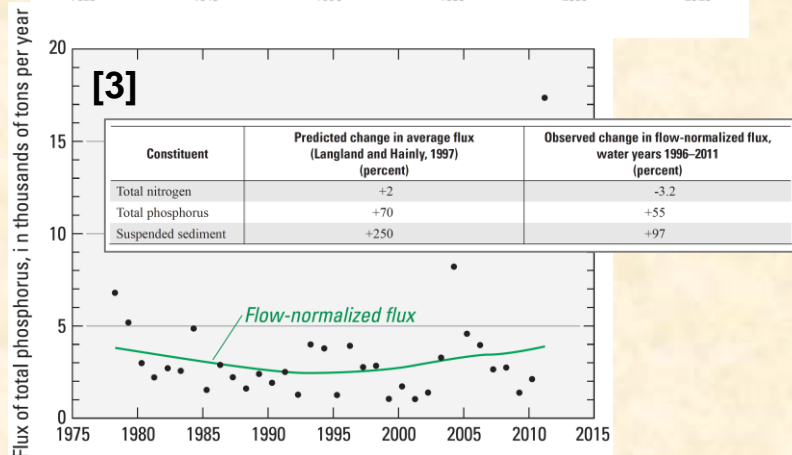 Flux of total phosphorus, i n thousands of tons per year
20
[3]
15
Constituent
Predicted change in average flux
(Langland and Hainly, 1997)
(percent)
Observed change in flow-normalized flux,
water years 1996–2011
(percent)
Total nitrogen +2 -3.2
Total phosphorus +70 +55
Suspended sediment +250 +97
10
Flow-normalized flux
5
0
1975 1980 1985 1990 1995 2000 2005 2010 2015